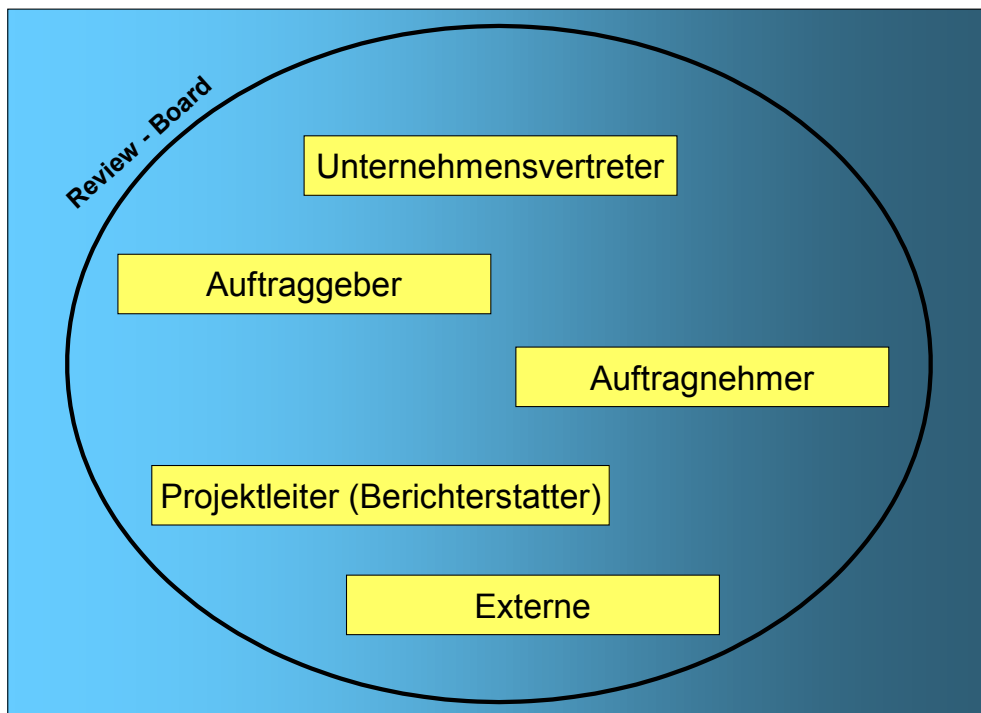 Review - Board
Unternehmensvertreter
Auftraggeber
Auftragnehmer
Projektleiter (Berichterstatter)
Externe